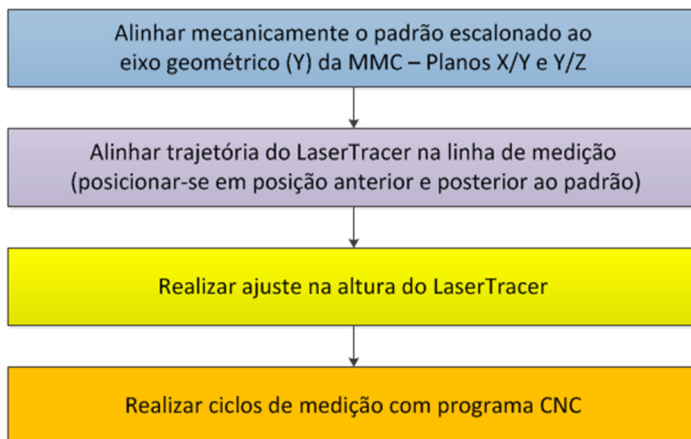 Alinhar mecanicamente o padrão escalonado ao
eixo geométrico (Y) da MMC – Planos X/Y e Y/Z
Alinhar trajetória do LaserTracer na linha de medição
(posicionar-se em posição anterior e posterior ao padrão)
Realizar ajuste na altura do LaserTracer
Realizar ciclos de medição com programa CNC